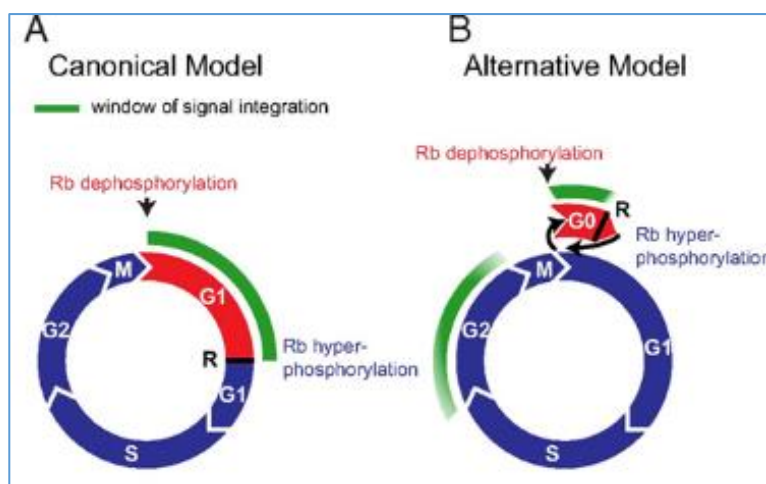 A
Canonical Model
window of signal integration
Rb dephosphorylation
M
G1
G2
R
Rb hyper-
phosphorylation
G1
S
B
Alternative Model
Rb dephosphorylation
G0
R
Rb hyper-
phosphorylation
M
G2
G1
S